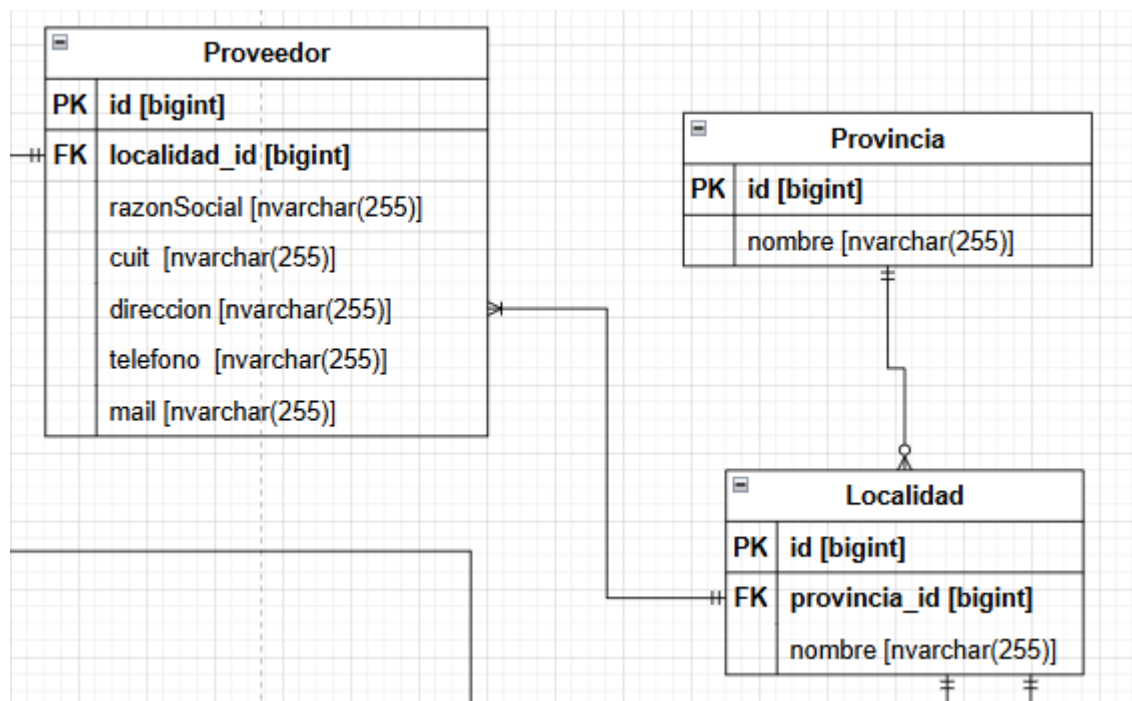 Proveedor
PK id [bigint]
FK localidad_id [bigint]
razonSocial [nvarchar(255)]
cuit [nvarchar(255)]
direccion [nvarchar(255)]
telefono [nvarchar(255)]
mail [nvarchar(255)]
Provincia
PK id [bigint]
nombre [nvarchar(255)]
Localidad
PK id [bigint]
FK provincia_id [bigint]
nombre [nvarchar(255)]